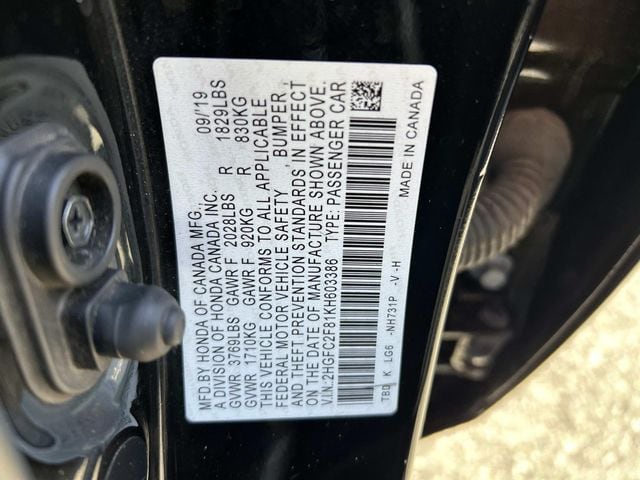 MFD.BY HONDA OF CANADA MFG. 09/19
A DIVISION OF HONDA CANADA INC.
GVWR 3769LBS GAWR F 2028LBS R 1829LBS
GVWR 1710KG GAWR F 920KG R 830KG
THIS VEHICLE CONFORMS TO ALL APPLICABLE
FEDERAL MOTOR VEHICLE SAFETY, BUMPER,
AND THEFT PREVENTION STANDARDS IN EFFECT
ON THE DATE OF MANUFACTURE SHOWN ABOVE.
V.I.N:2HGFC2F81KH603386 TYPE: PASSENGER CAR
TBD K LG6 -NH731P -V -H
MADE IN CANADA